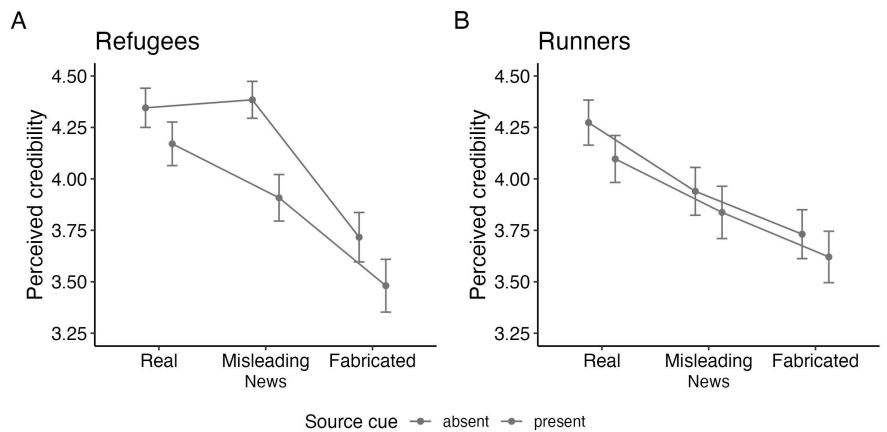 A
Refugees
Perceived credibility
4.50
4.25
4.00
3.75
3.50
3.25
Real Misleading Fabricated
News
B
Runners
Perceived credibility
4.50
4.25
4.00
3.75
3.50
3.25
Real Misleading Fabricated
News
Source cue absent present